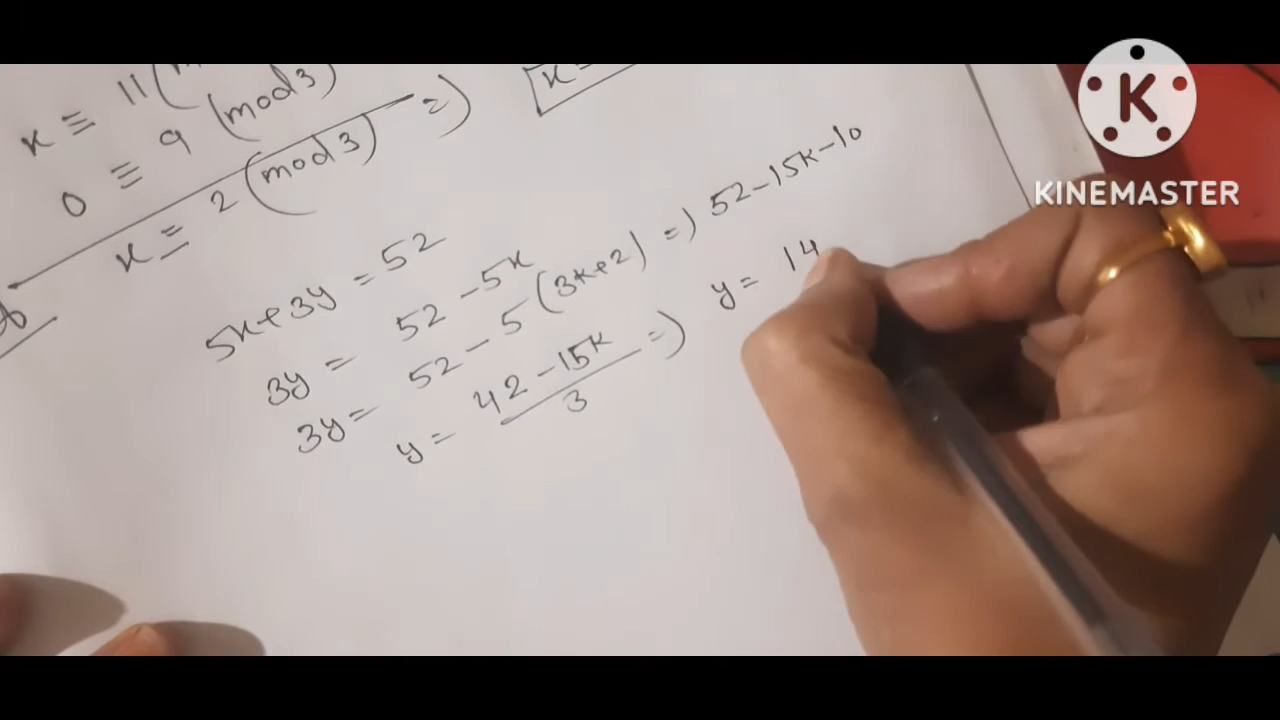 x ≡ 11 (
0 ≡ 9 (mod 3)
x ≡ 2 (mod 3) =)
x =
5x + 3y = 52
3y = 52 - 5x
3y = 52 - 5(3k+2) =) 52 - 15k - 10
y = 42 - 15k / 3 =) y = 14
K
KINEMASTER